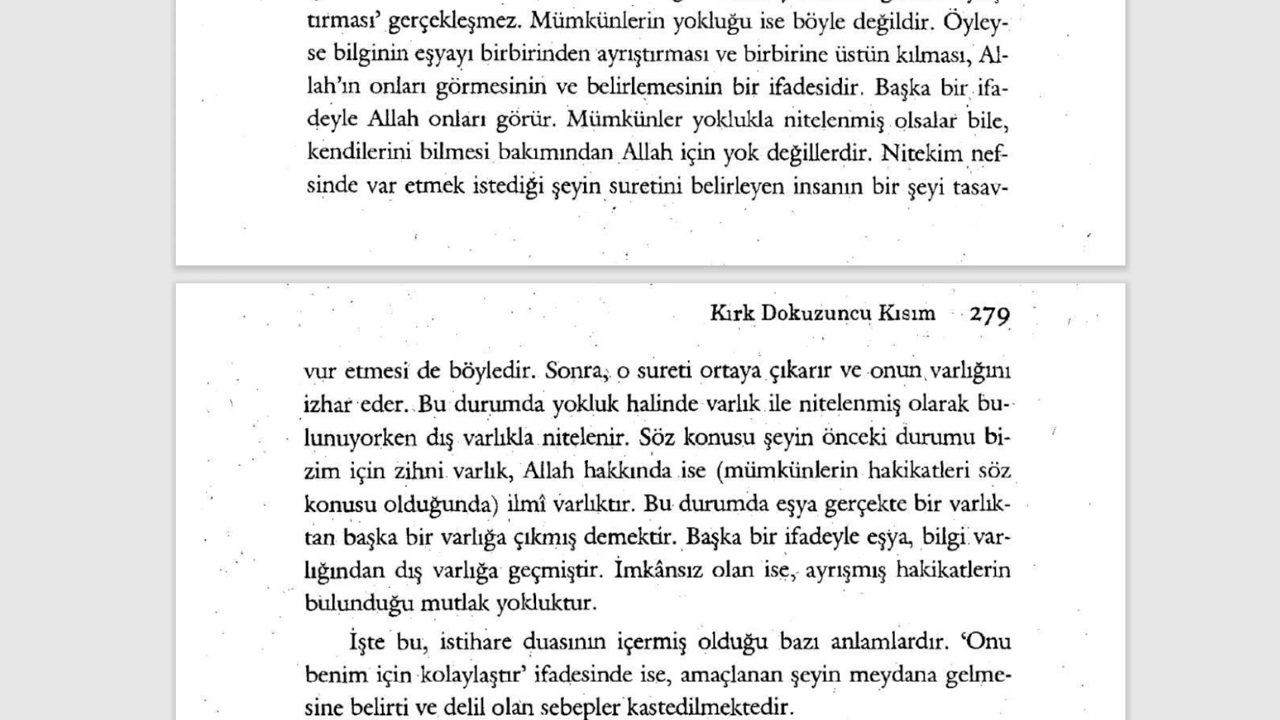 tırması’ gerçekleşmez. Mümkünlerin yokluğu ise böyle değildir. Öyley-
se bilginin eşyayı birbirinden ayrıştırması ve birbirine üstün kılması, Al-
lah’ın onları görmesinin ve belirlemesinin bir ifadesidir. Başka bir ifa-
deyle Allah onları görür. Mümkünler yoklukla nitelenmiş olsalar bile,
kendilerini bilmesi bakımından Allah için yok değillerdir. Nitekim nef-
sinde var etmek istediği şeyin suretini belirleyen insanın bir şeyi tasav-
Kırk Dokuzuncu Kısım 279
vur etmesi de böyledir. Sonra, o sureti ortaya çıkarır ve onun varlığını
izhar eder. Bu durumda yokluk halinde varlık ile nitelenmiş olarak bu-
lunuyorken dış varlıkla nitelenir. Söz konusu şeyin önceki durumu bi-
zim için zihni varlık, Allah hakkında ise (mümkünlerin hakikatleri söz
konusu olduğunda) ilmî varlıktır. Bu durumda eşya gerçekte bir varlık-
tan başka bir varlığa çıkmış demektir. Başka bir ifadeyle eşya, bilgi var-
lığından dış varlığa geçmiştir. İmkânsız olan ise, ayrışmış hakikatlerin
bulunduğu mutlak yokluktur.
İşte bu, istihare duasının içermiş olduğu bazı anlamlardır. ‘Onu
benim için kolaylaştır’ ifadesinde ise, amaçlanan şeyin meydana gelme-
sine belirti ve delil olan sebepler kastedilmektedir.